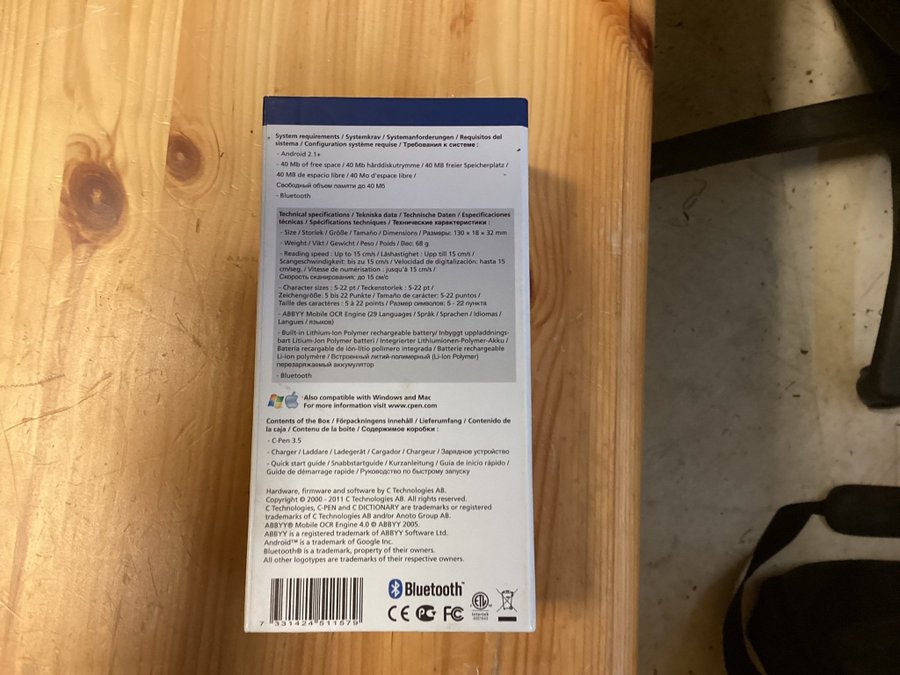 System requirements / Systemkrav / Systemanforderungen / Requisitos del
sistema / Configuration système requise / Требования к системе :
- Android 2.1+
- 40 Mb of free space / 40 Mb hårddiskutrymme / 40 MB freier Speicherplatz /
40 MB de espacio libre / 40 Mo d'espace libre /
Свободный объем памяти до 40 Мб
- Bluetooth
Technical specifications / Tekniska data / Technische Daten / Especificaciones
técnicas / Spécifications techniques / Технические характеристики :
- Size / Storlek / Größe / Tamaño / Dimensions / Размеры: 130 x 18 x 32 mm
- Weight / Vikt / Gewicht / Peso / Poids / Вес: 68 g
- Reading speed : Up to 15 cm/s / Läshastighet : Upp till 15 cm/s /
Scangeschwindigkeit: bis zu 15 cm/s / Velocidad de digitalización: hasta 15
cm/seg. / Vitesse de numérisation : jusqu'à 15 cm/s /
Скорость сканирования: до 15 см/с
- Character sizes : 5-22 pt / Teckenstorlek : 5-22 pt /
Zeichengröße: 5 bis 22 Punkte / Tamaño de carácter: 5-22 puntos /
Taille des caractères : 5 à 22 points / Размер символов: 5 - 22 пункта
- ABBYY Mobile OCR Engine (29 Languages / Språk / Sprachen / Idiomas /
Langues / языков)
- Built-in Lithium-Ion Polymer rechargeable battery/ Inbyggt uppladdnings-
bart Litium-Jon Polymer batteri / Integrierter Lithiumionen-Polymer-Akku /
Batería recargable de ión-litio polímero integrada / Batterie rechargeable
Li-Ion polymère / Встроенный литий-полимерный (Li-Ion Polymer)
перезаряжаемый аккумулятор
- Bluetooth
Also compatible with Windows and Mac
For more information visit www.cpen.com
Contents of the Box / Förpackningens innehåll / Lieferumfang / Contenido de
la caja / Contenu de la boite / Содержимое коробки :
- C-Pen 3.5
- Charger / Laddare / Ladegerät / Cargador / Chargeur / Зарядное устройство
- Quick start guide / Snabbstartguide / Kurzanleitung / Guía de inicio rápido /
Guide de démarrage rapide / Руководство по быстрому запуску
Hardware, firmware and software by C Technologies AB.
Copyright © 2000 - 2011 C Technologies AB. All rights reserved.
C Technologies, C-PEN and C DICTIONARY are trademarks or registered
trademarks of C Technologies AB and/or Anoto Group AB.
ABBYY® Mobile OCR Engine 4.0 © ABBYY 2005.
ABBYY is a registered trademark of ABBYY Software Ltd.
Android™ is a trademark of Google Inc.
Bluetooth® is a trademark, property of their owners.
All other logotypes are trademarks of their respective owners.
Bluetooth™
CE FC ETL
Intertek
7 331424 511579